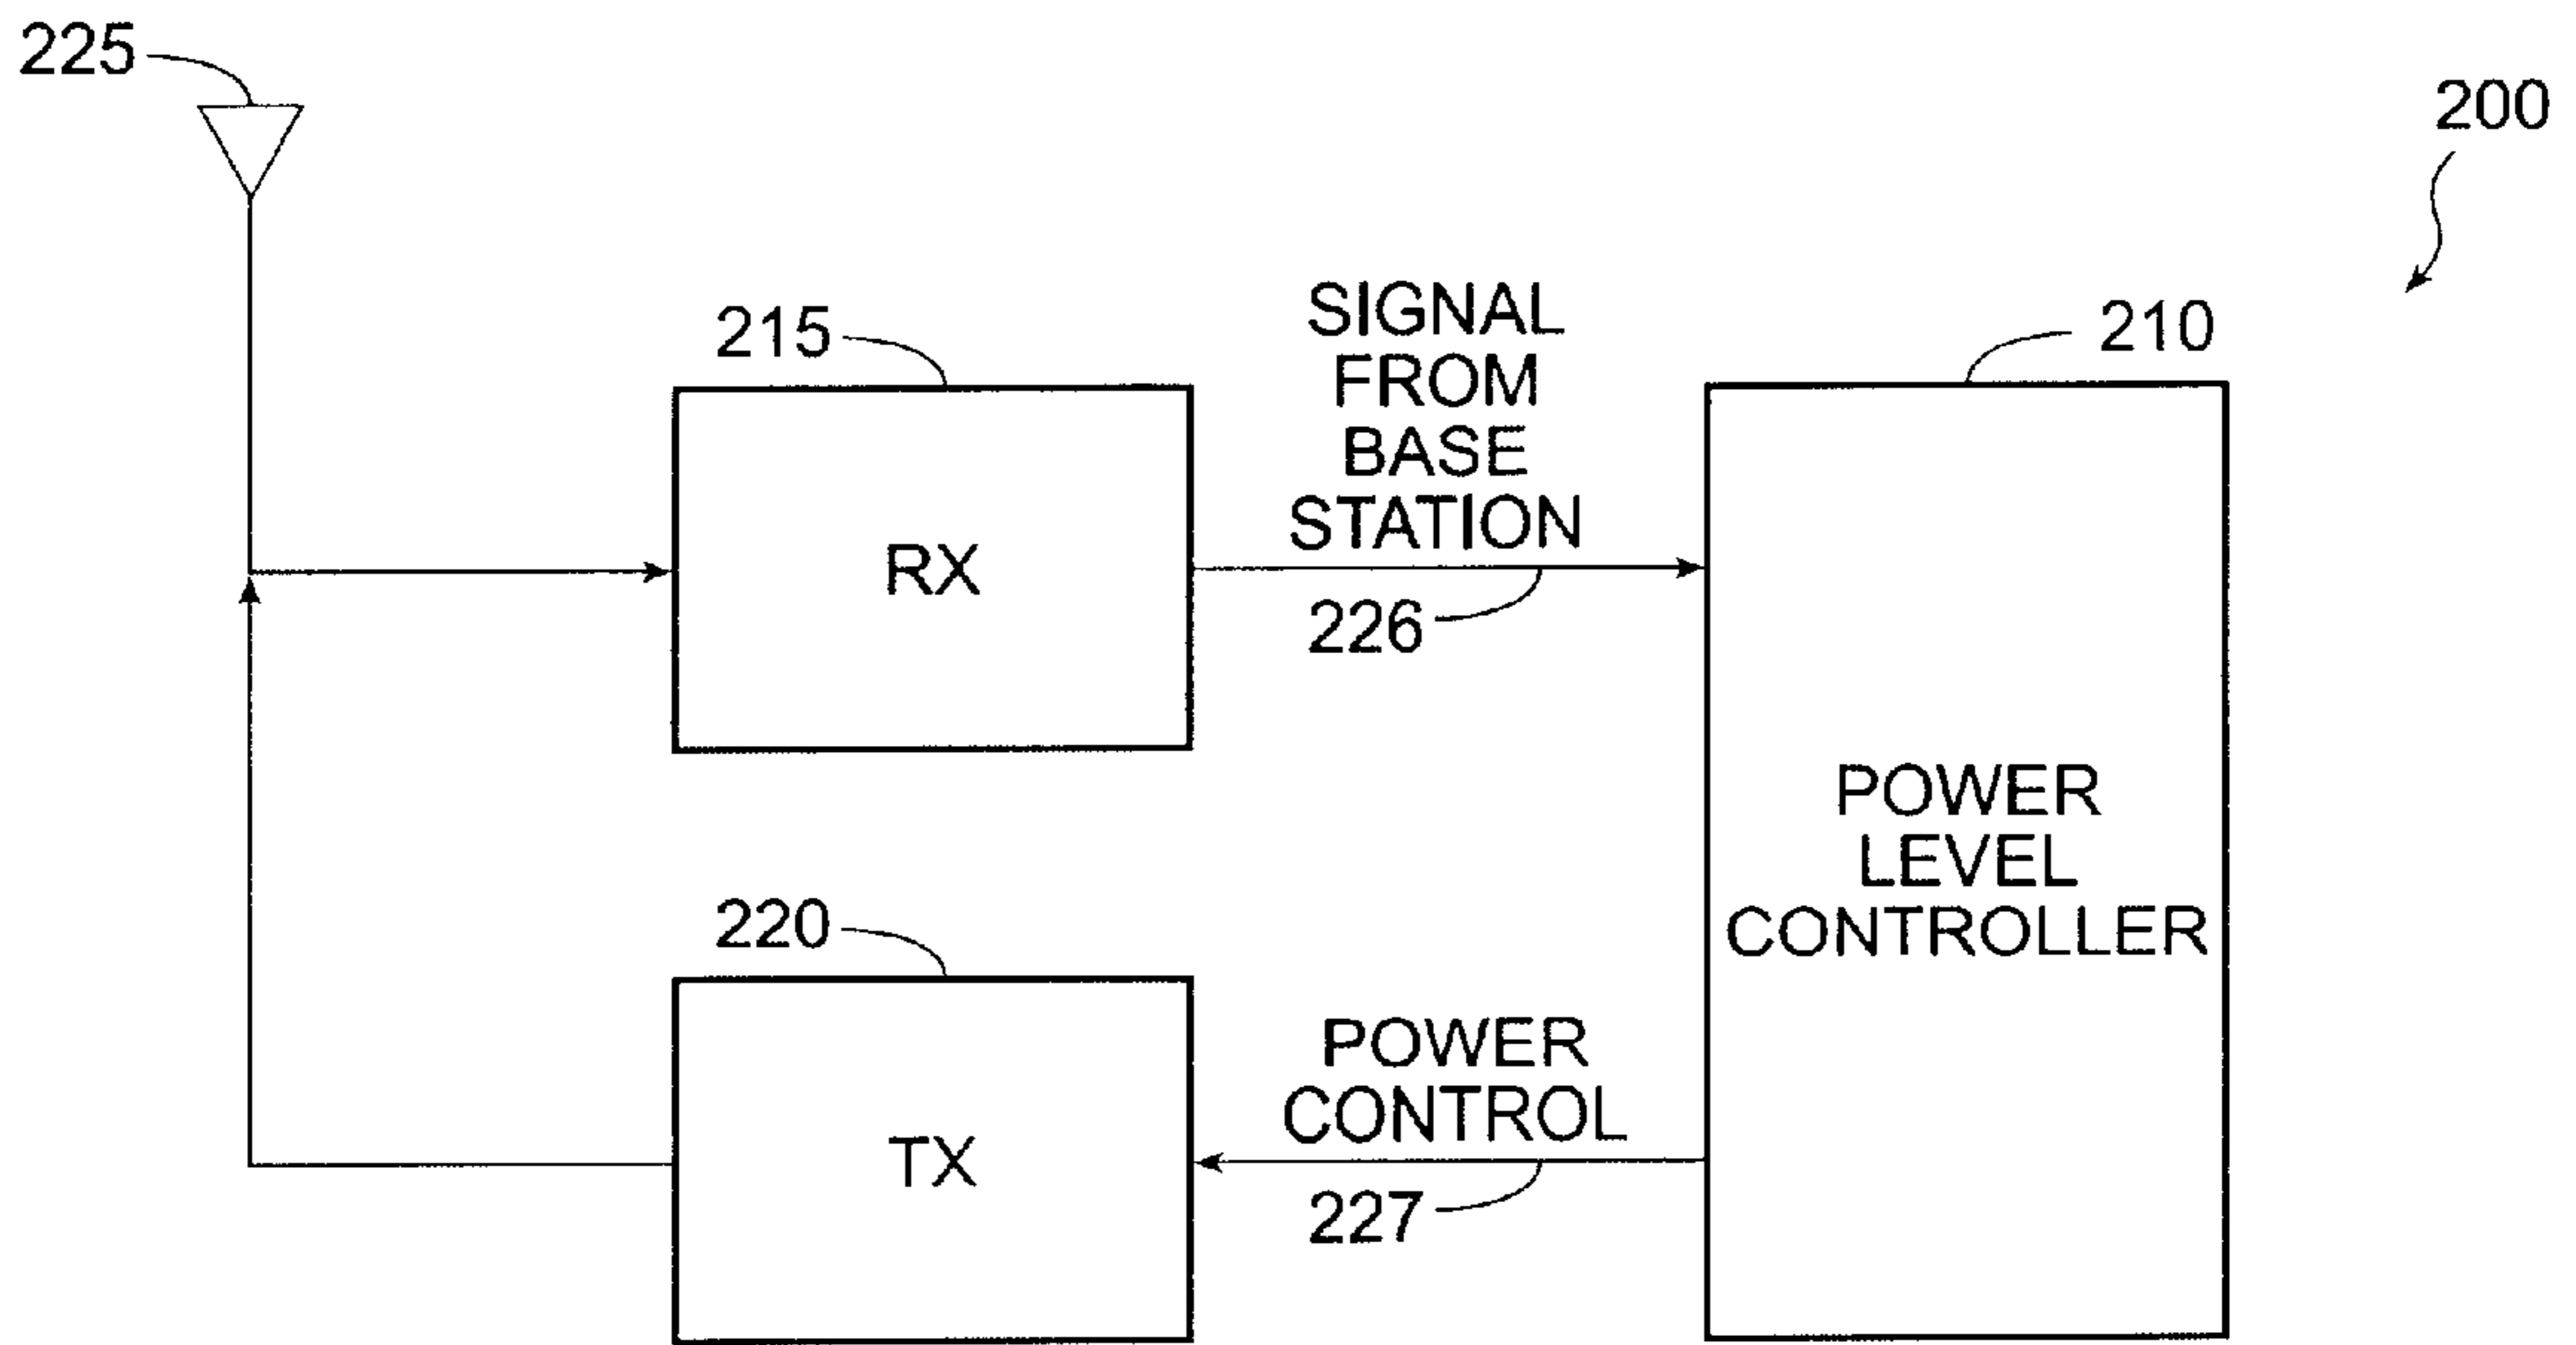 225
200
215
SIGNAL
FROM
BASE
STATION
210
RX
226
POWER
LEVEL
CONTROLLER
220
POWER
CONTROL
TX
227